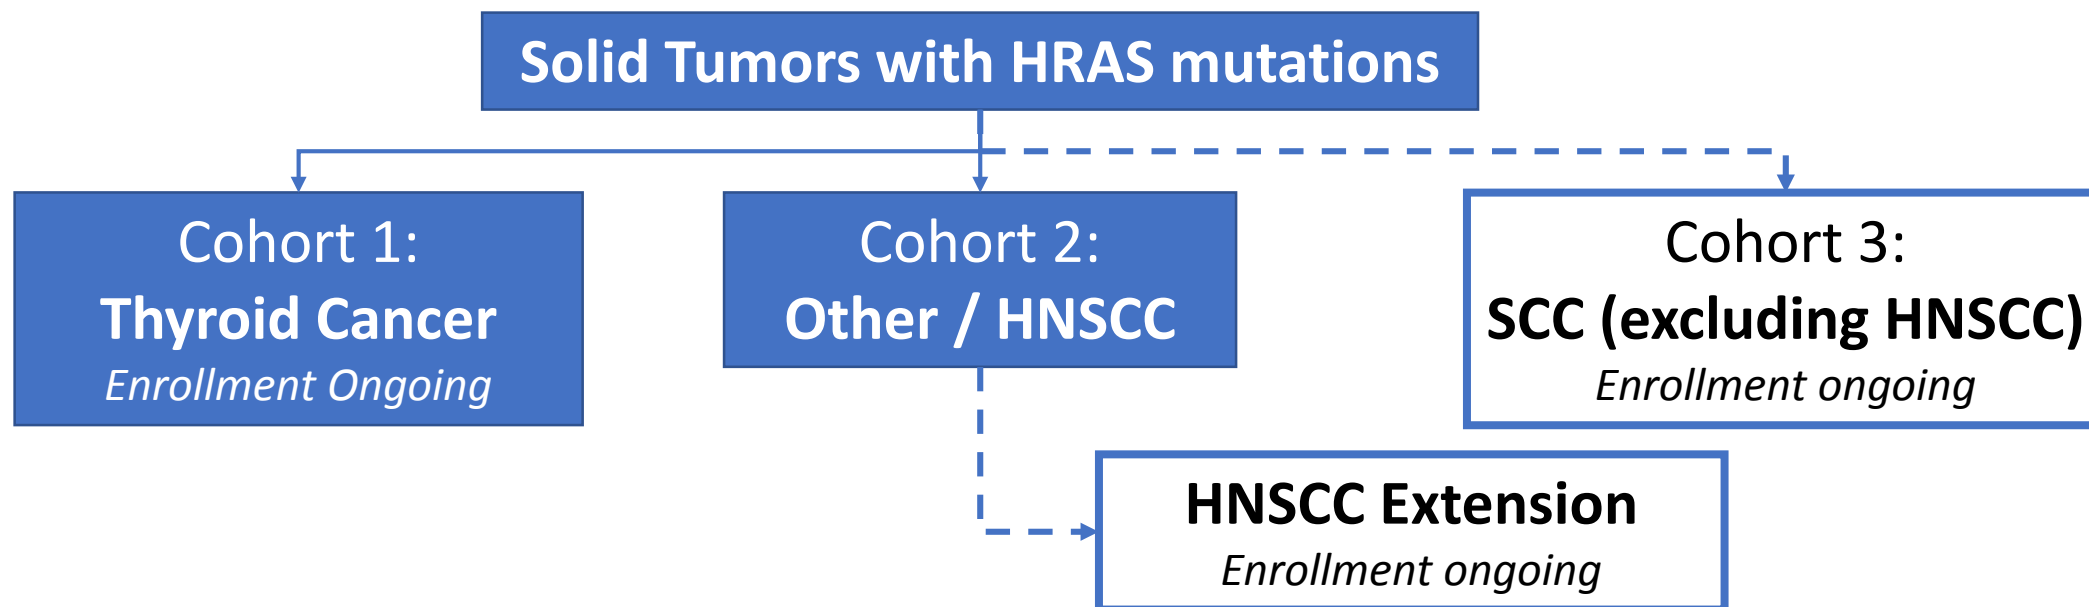 Solid Tumors with HRAS mutations
Cohort 1:
Thyroid Cancer
Enrollment Ongoing
Cohort 2:
Other / HNSCC
Cohort 3:
SCC (excluding HNSCC)
Enrollment ongoing
HNSCC Extension
Enrollment ongoing